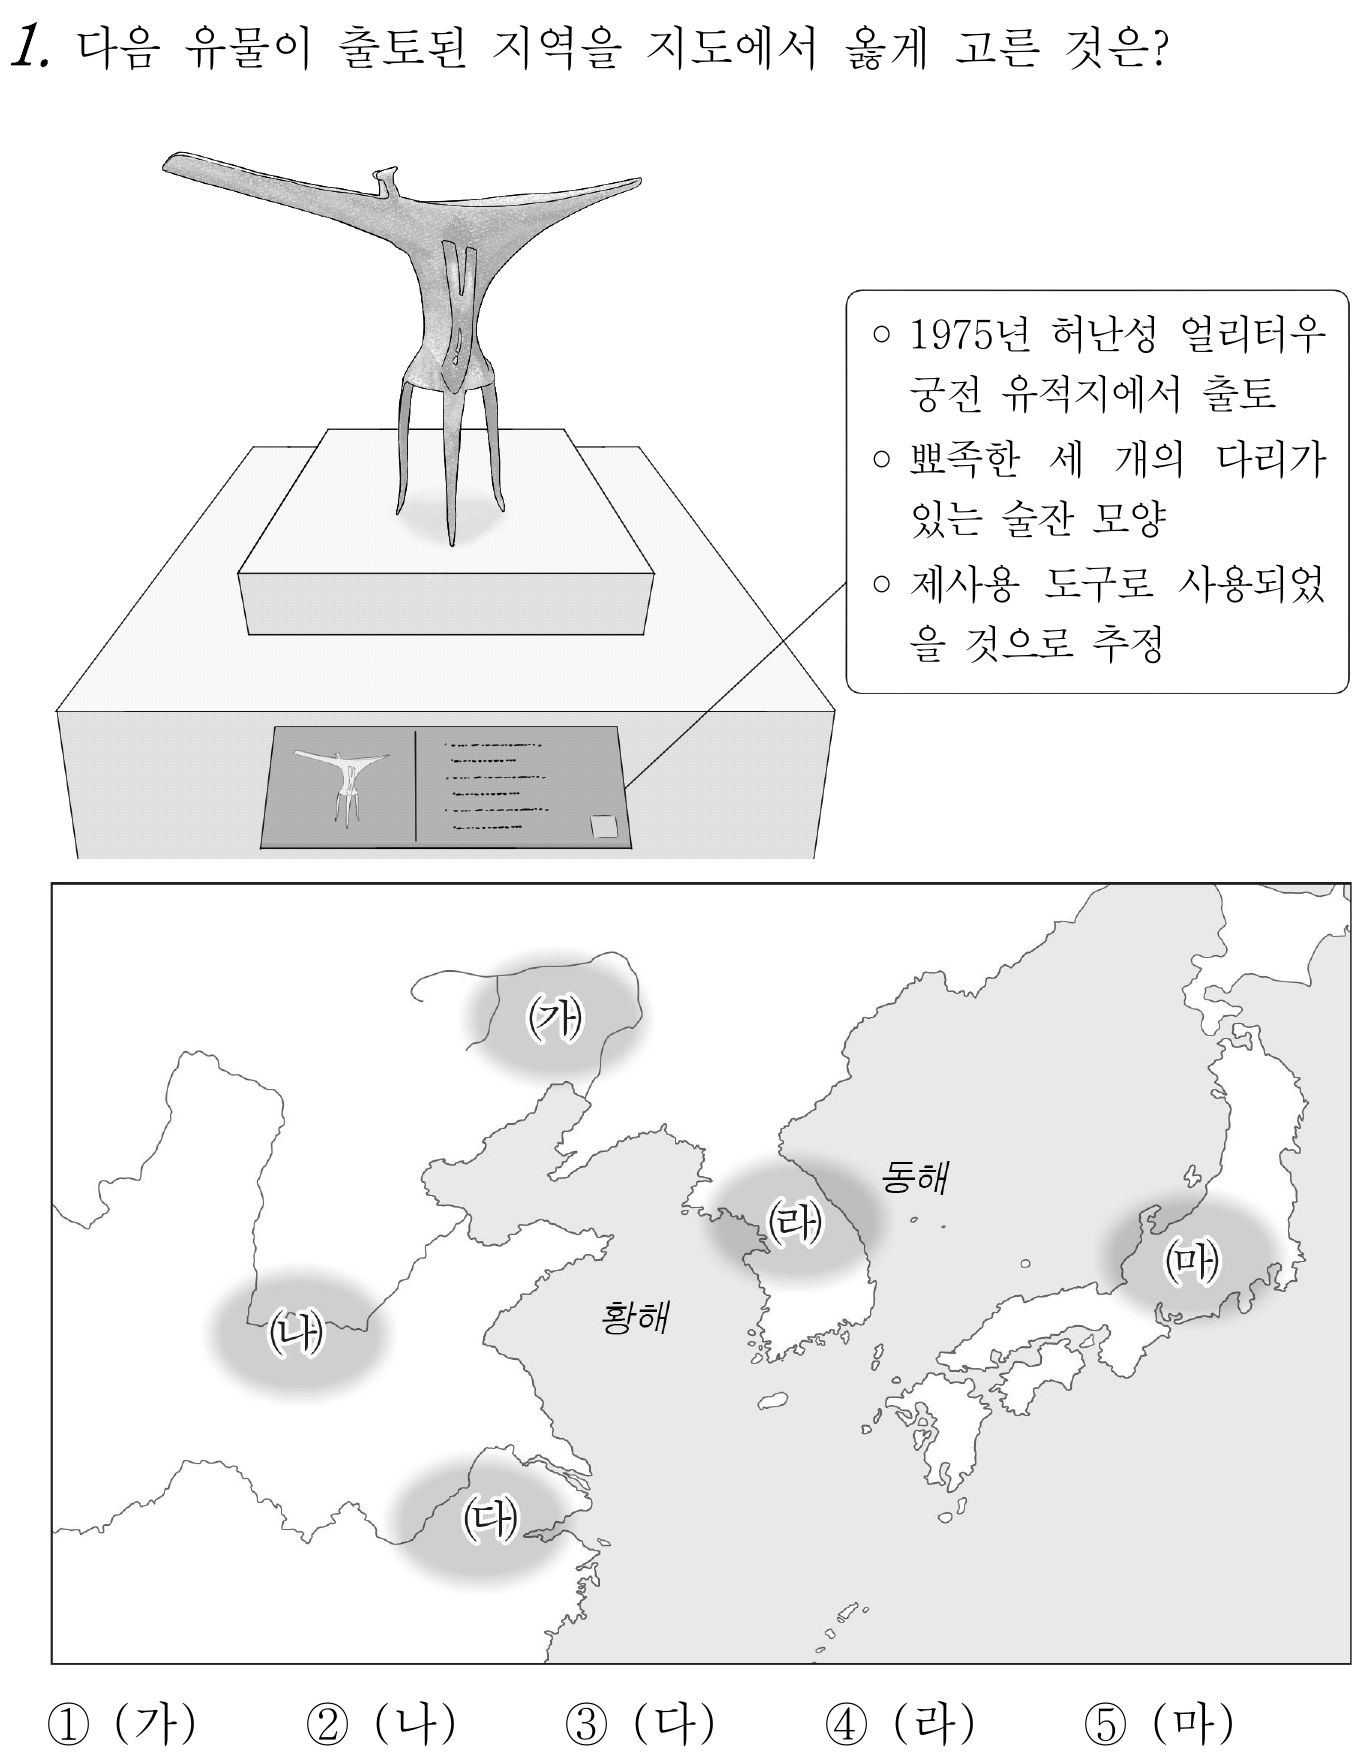 1. 다음 유물이 출토된 지역을 지도에서 옳게 고른 것은?
◦ 1975년 허난성 얼리터우
궁전 유적지에서 출토
◦ 뾰족한 세 개의 다리가
있는 술잔 모양
◦ 제사용 도구로 사용되었
을 것으로 추정
(가)
동해
(라)
(마)
황해
(나)
(다)
① (가) ② (나) ③ (다) ④ (라) ⑤ (마)